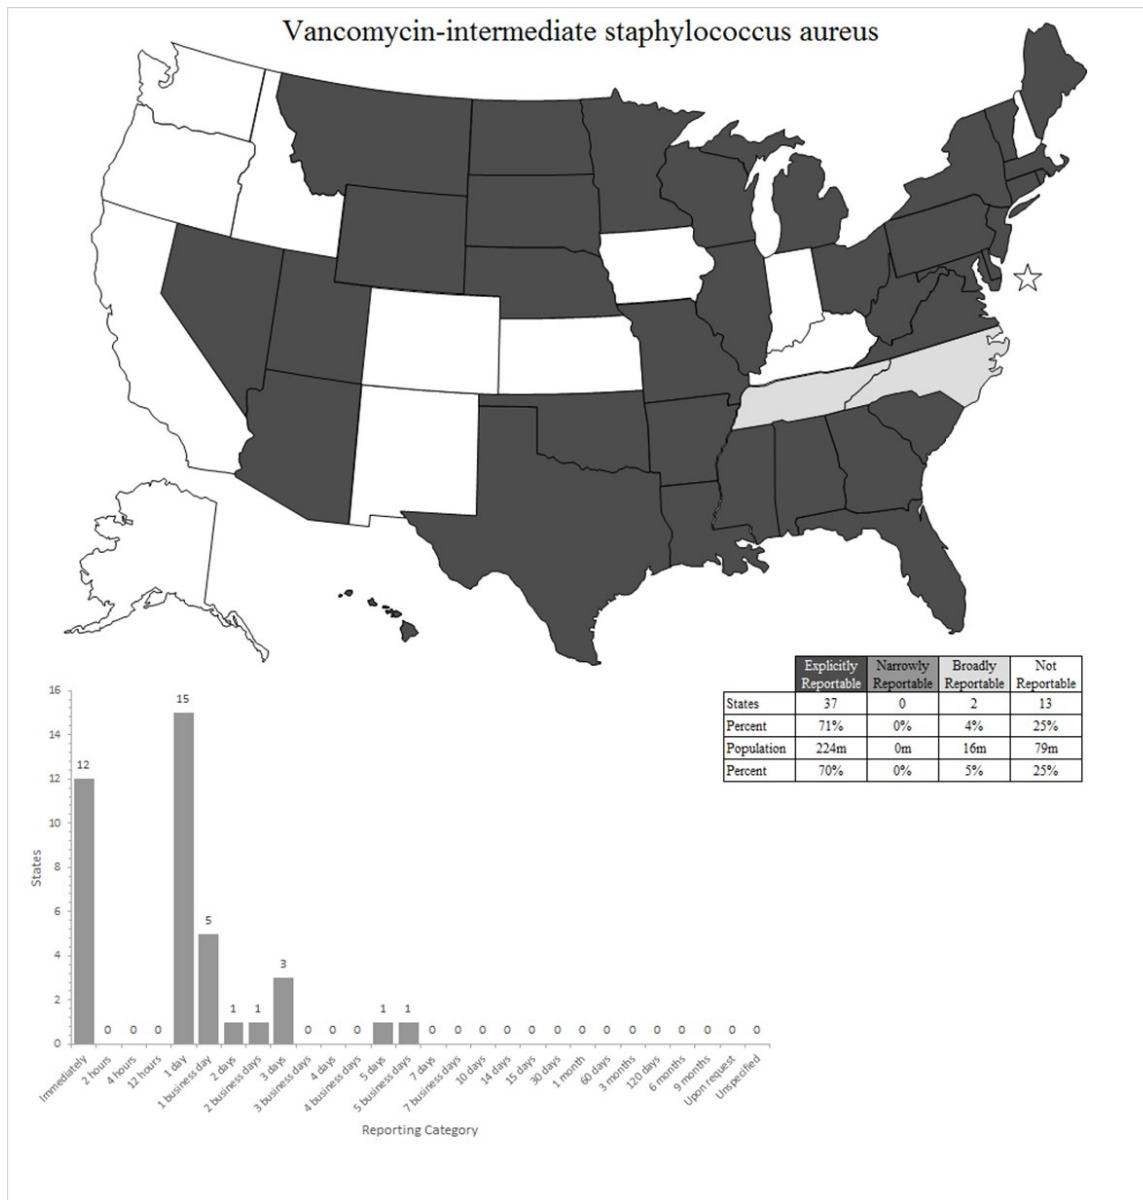 Vancomycin-intermediate staphylococcus aureus
Explicitly Reportable Narrowly Reportable Broadly Reportable Not Reportable
States 37 0 2 13
Percent 71% 0% 4% 25%
Population 224m 0m 16m 79m
Percent 70% 0% 5% 25%
16
14
12
10
8
6
4
2
0
States
12 0 0 0 15 5 1 1 3 0 0 0 1 1 0 0 0 0 0 0 0 0 0 0 0 0 0 0
Immediately
2 hours
4 hours
12 hours
1 day
1 business day
2 days
2 business days
3 days
3 business days
4 days
4 business days
5 days
5 business days
7 days
7 business days
10 days
14 days
15 days
30 days
1 month
60 days
3 months
120 days
6 months
9 months
Upon request
Unspecified
Reporting Category